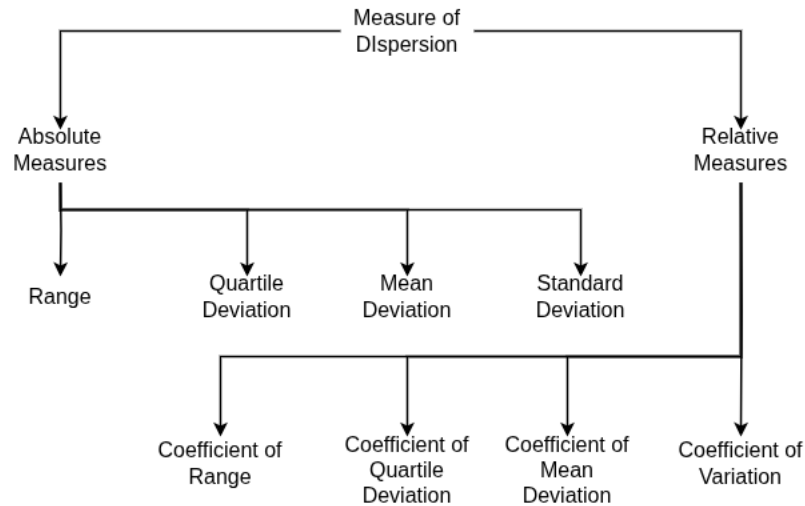 Measure of
DIspersion
Absolute
Measures
Relative
Measures
Range
Quartile
Deviation
Mean
Deviation
Standard
Deviation
Coefficient of
Range
Coefficient of
Quartile
Deviation
Coefficient of
Mean
Deviation
Coefficient of
Variation